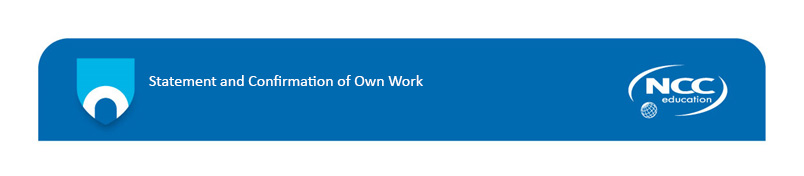 Statement and Confirmation of Own Work
NCC
education